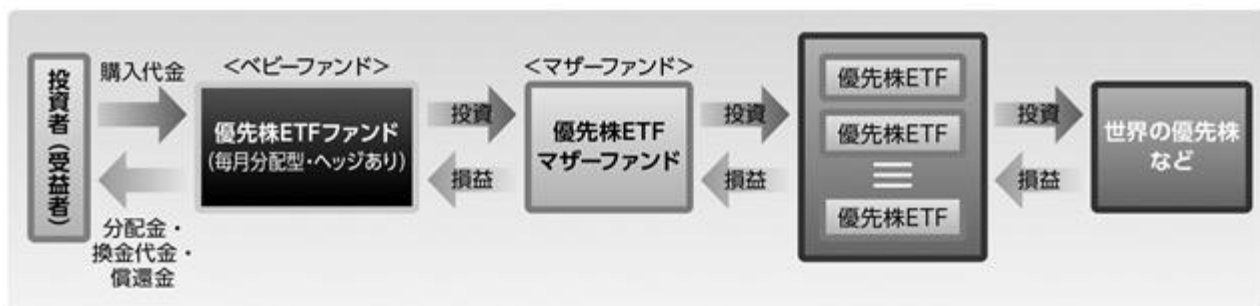 投資者(受益者)
購入代金
分配金・
換金代金・
償還金
<ベビーファンド>
優先株ETFファンド
(毎月分配型・ヘッジあり)
投資
損益
<マザーファンド>
優先株ETF
マザーファンド
投資
損益
優先株ETF
優先株ETF
優先株ETF
投資
損益
世界の優先株
など